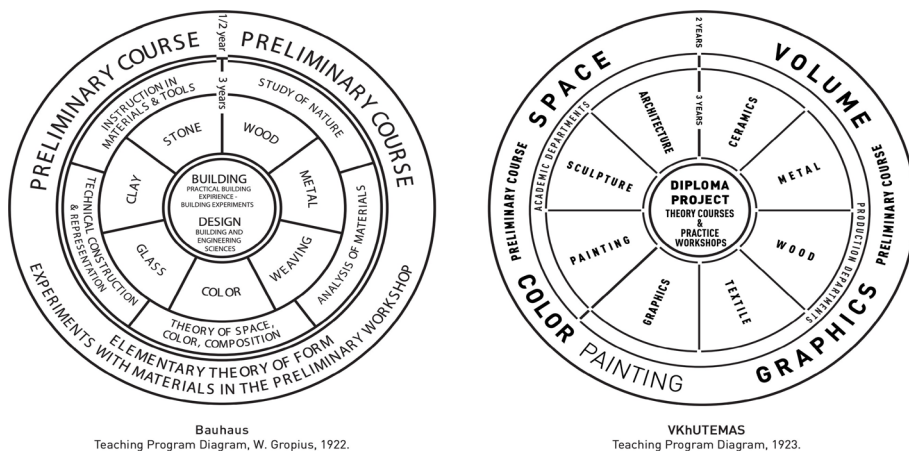 PRELIMINARY COURSE
1/2 year
PRELIMINARY COURSE
INSTRUCTION IN
MATERIALS & TOOLS
3 years
STUDY OF NATURE
STONE
WOOD
CLAY
METAL
BUILDING
PRACTICAL BUILDING
EXPIRIENCE -
BUILDING EXPERIMENTS
DESIGN
BUILDING AND
ENGINEERING
SCIENCES
TECHNICAL CONSTRUCTION
& REPRESENTATION
ANALYSIS OF MATERIALS
GLASS
WEAVING
COLOR
THEORY OF SPACE,
COLOR, COMPOSITION
ELEMENTARY THEORY OF FORM
EXPERIMENTS WITH MATERIALS IN THE PRELIMINARY WORKSHOP
Bauhaus
Teaching Program Diagram, W. Gropius, 1922.
SPACE
2 YEARS
VOLUME
PRELIMINARY COURSE
ACADEMIC DEPARTMENTS
3 YEARS
ARCHITECTURE
CERAMICS
SCULPTURE
METAL
DIPLOMA
PROJECT
THEORY COURSES
&
PRACTICE
WORKSHOPS
PAINTING
WOOD
GRAPHICS
TEXTILE
PRODUCTION DEPARTMENTS
PRELIMINARY COURSE
COLOR PAINTING
GRAPHICS
VKhUTEMAS
Teaching Program Diagram, 1923.